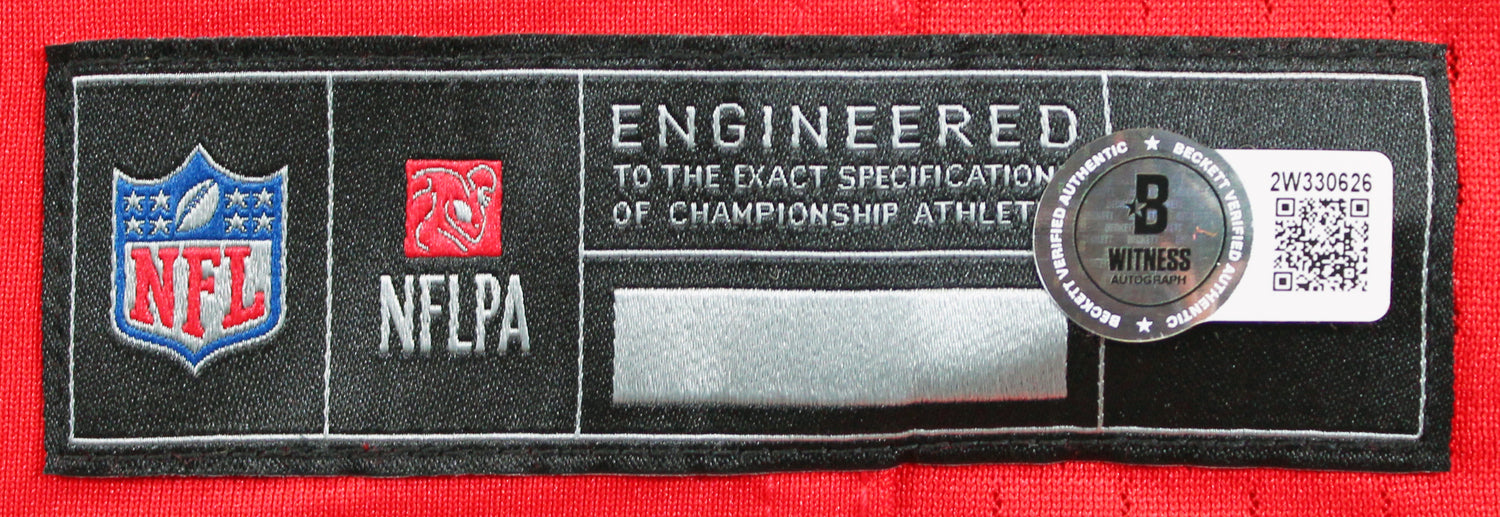 NFL
NFLPA
ENGINEERED
TO THE EXACT SPECIFICATION
OF CHAMPIONSHIP ATHLET
BECKETT VERIFIED AUTHENTIC
BECKETT VERIFIED AUTHENTIC
B
WITNESS
AUTOGRAPH
2W330626